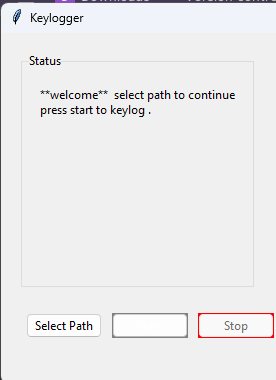 Keylogger
Status
**welcome** select path to continue
press start to keylog .
Select Path
Stop